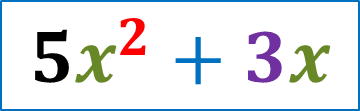 5x² + 3x